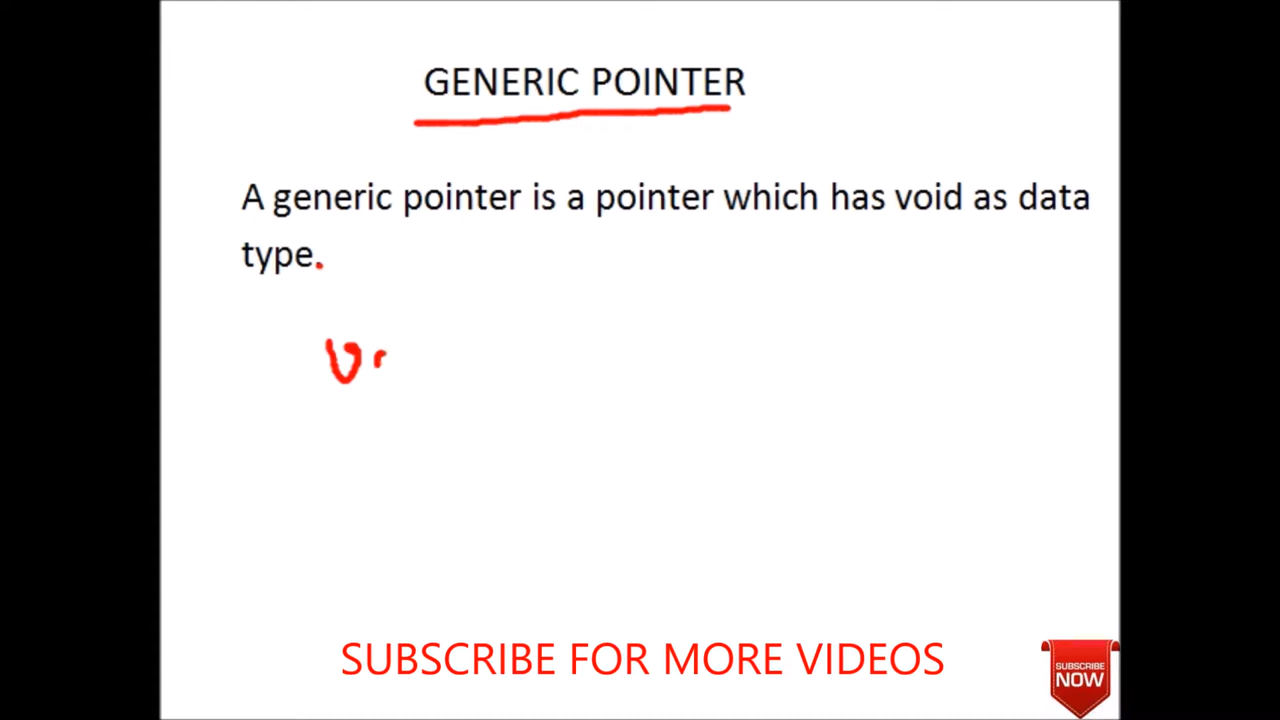 GENERIC POINTER
A generic pointer is a pointer which has void as data
type.
SUBSCRIBE FOR MORE VIDEOS
SUBSCRIBE
NOW